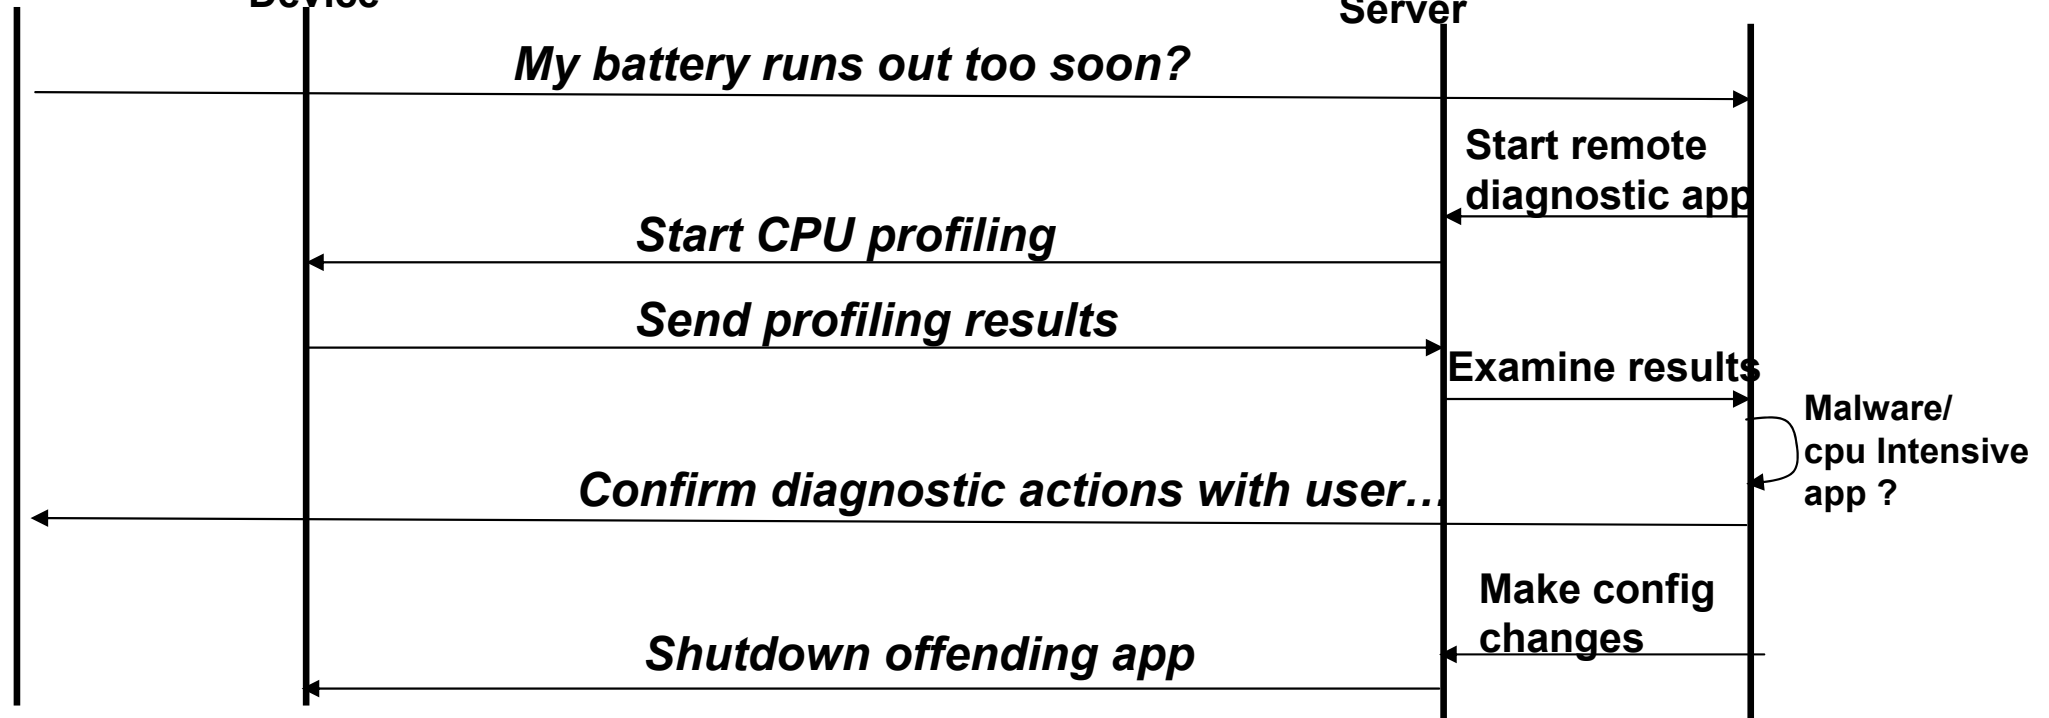 Device
Server
My battery runs out too soon?
Start remote
diagnostic app
Start CPU profiling
Send profiling results
Examine results
Malware/
cpu Intensive
app ?
Confirm diagnostic actions with user…
Make config
changes
Shutdown offending app